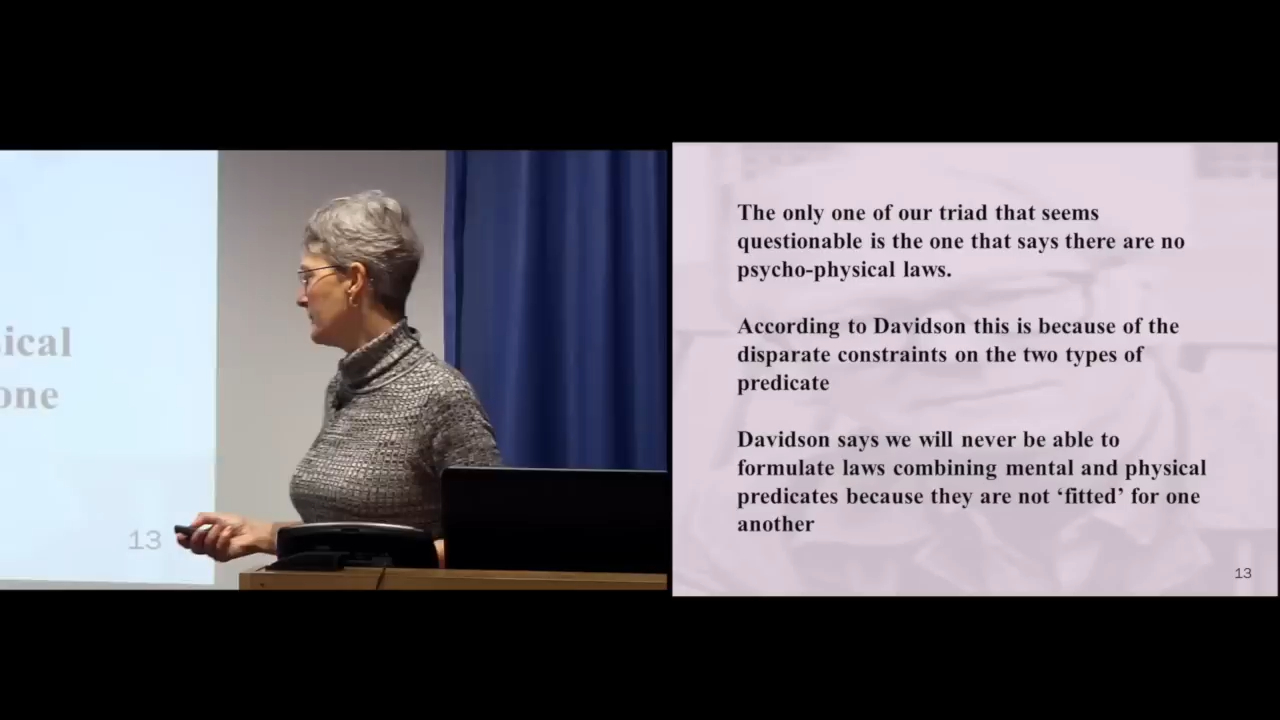 ical
one
13
The only one of our triad that seems
questionable is the one that says there are no
psycho-physical laws.
According to Davidson this is because of the
disparate constraints on the two types of
predicate
Davidson says we will never be able to
formulate laws combining mental and physical
predicates because they are not ‘fitted’ for one
another
13